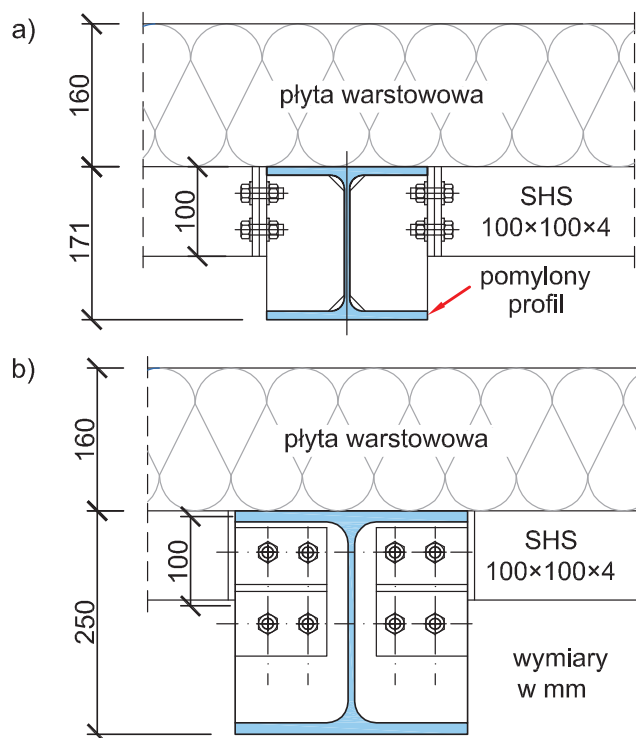 a)
160
płyta warstowowa
100
171
SHS
100×100×4
pomylony
profil
b)
160
płyta warstowowa
100
250
SHS
100×100×4
wymiary
w mm